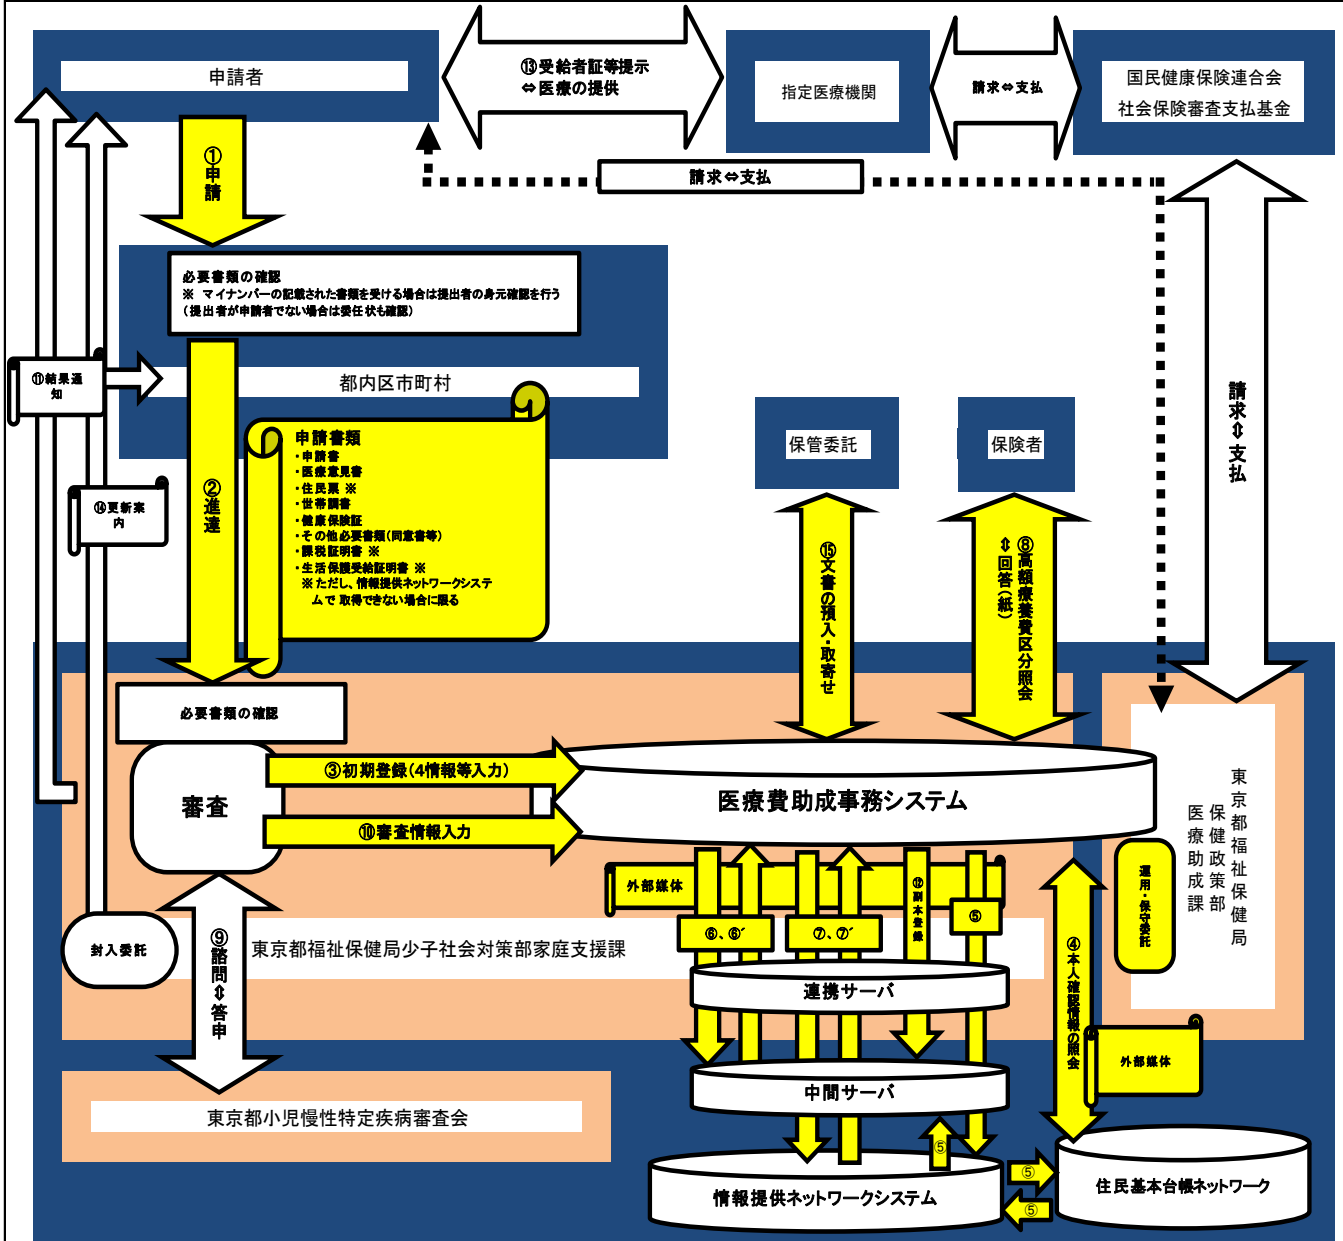 申請者
⑬受給者証等提示
⇔医療の提供
指定医療機関
請求⇔支払
国民健康保険連合会
社会保険審査支払基金
請求⇔支払
①申請
必要書類の確認
※ マイナンバーの記載された書類を受ける場合は提出者の身元確認を行う
(提出者が申請者でない場合は委任状も確認)
⑪結果通
知
都内区市町村
②進達
申請書類
・申請書
・医療意見書
・住民票 ※
・世帯調書
・健康保険証
・その他必要書類(同意書等)
・課税証明書 ※
・生活保護受給証明書 ※
※ただし、情報提供ネットワークシステ
ムで 取得できない場合に限る
⑭更新案
内
保管委託
保険者
請求⇔支払
⑮文書の預入・取寄せ
⑧高額療養費区分照会
⇔回答(紙)
必要書類の確認
審査
③初期登録(4情報等入力)
⑩審査情報入力
医療費助成事務システム
東京都福祉保健局
保健政策部
医療助成課
運用・保守委託
外部媒体
⑫副本登録
⑤
⑥、⑥´
⑦、⑦´
封入委託
⑨諮問⇔答申
東京都福祉保健局少子社会対策部家庭支援課
連携サーバ
④本人確認情報の照会
外部媒体
中間サーバ
東京都小児慢性特定疾病審査会
⑤
情報提供ネットワークシステム
⑤
⑤
住民基本台帳ネットワーク